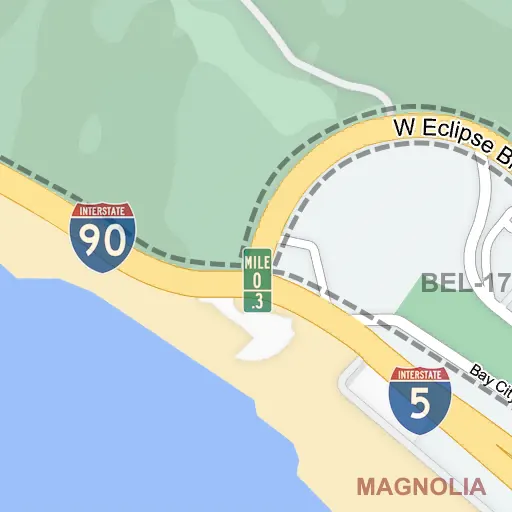 W Eclipse B
INTERSTATE
90
MILE
0
.3
BEL-17
Bay City
INTERSTATE
5
MAGNOLIA